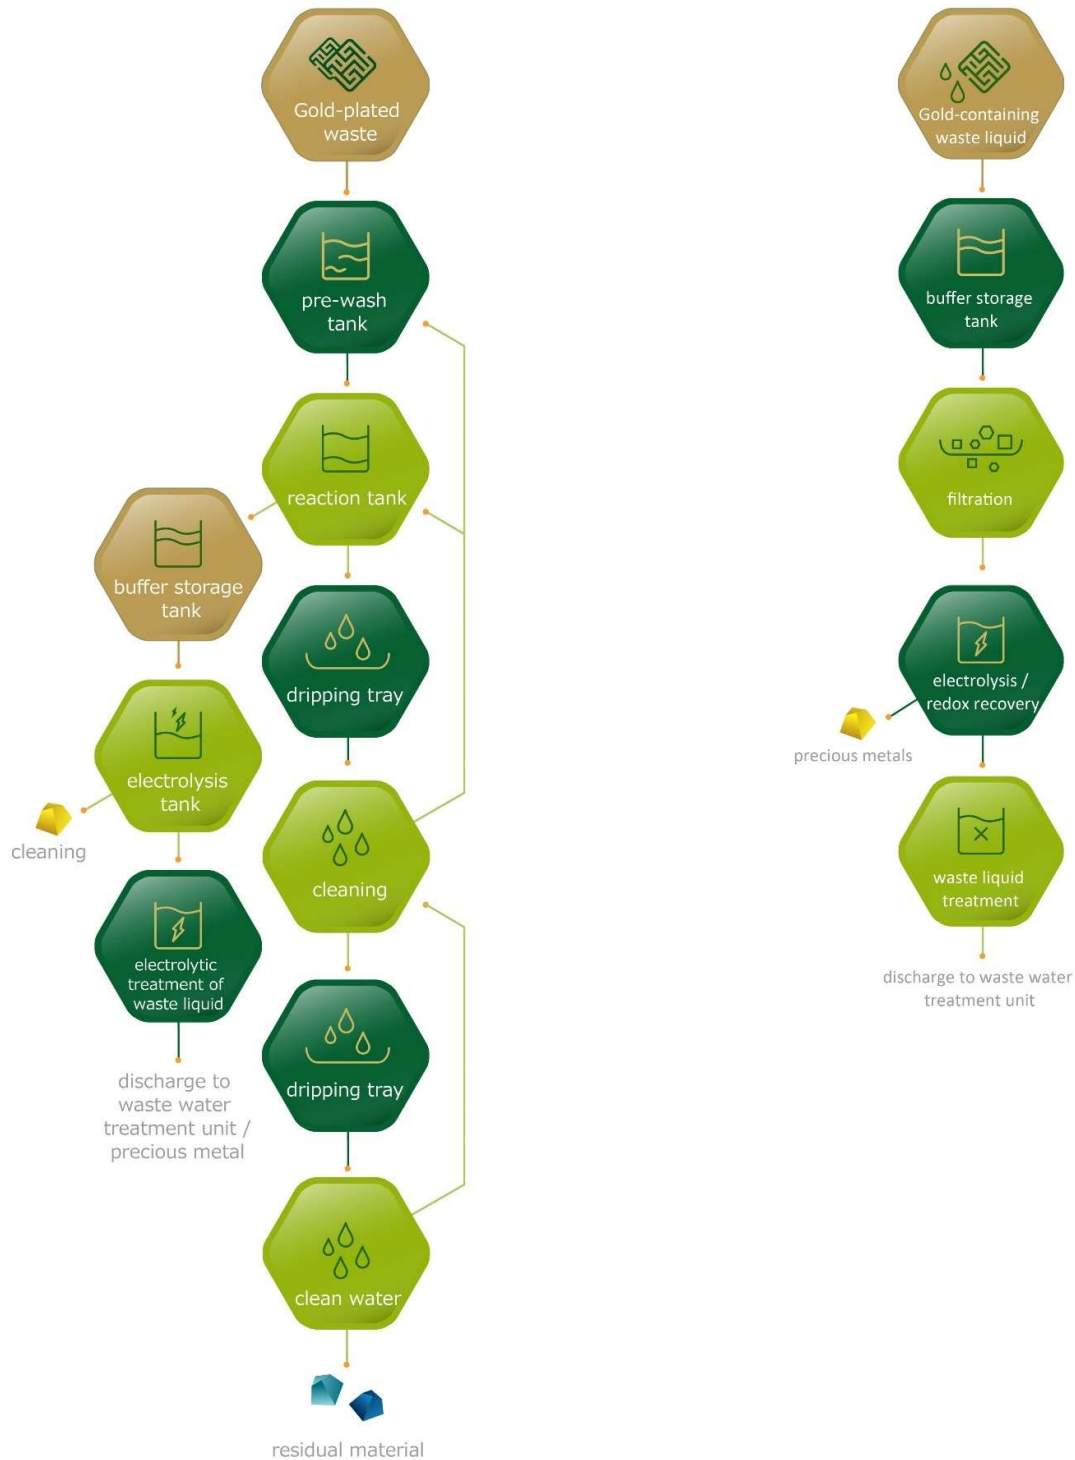 Gold-plated
waste
pre-wash
tank
reaction tank
buffer storage
tank
dripping tray
electrolysis
tank
cleaning
cleaning
electrolytic
treatment of
waste liquid
dripping tray
discharge to
waste water
treatment unit /
precious metal
clean water
residual material
Gold-containing
waste liquid
buffer storage
tank
filtration
electrolysis /
redox recovery
precious metals
waste liquid
treatment
discharge to waste water
treatment unit